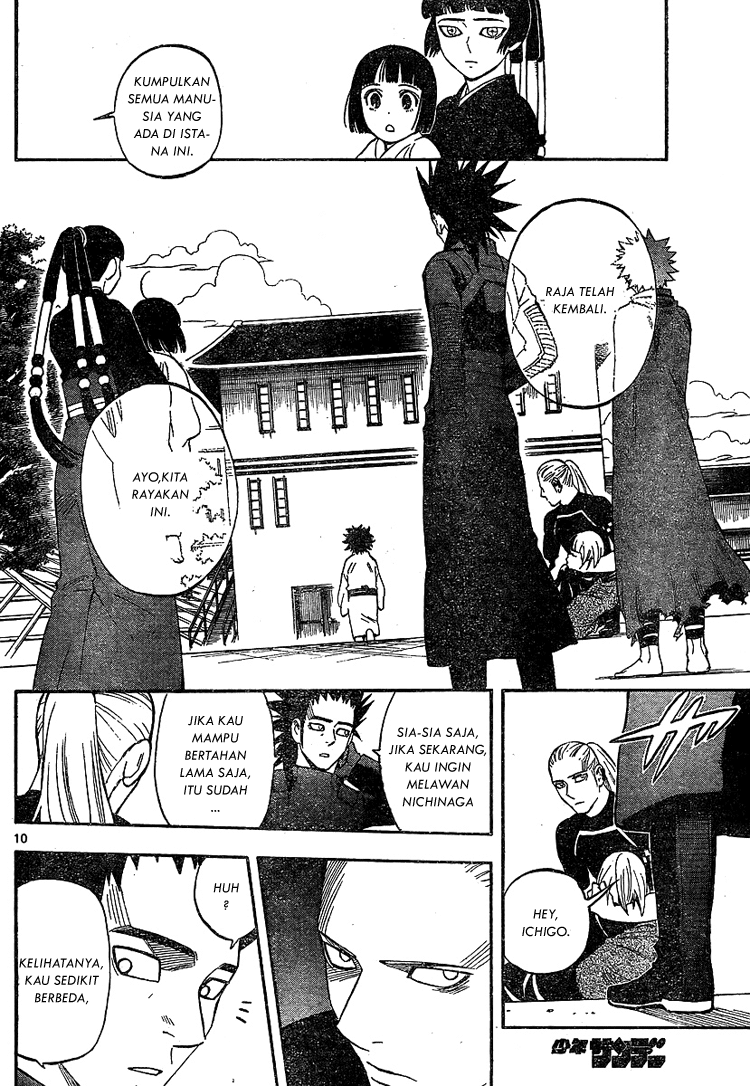 KUMPULKAN
SEMUA MANU-
SIA YANG
ADA DI ISTA-
NA INI.
RAJA TELAH
KEMBALI.
AYO,KITA
RAYAKAN
INI.
HEY,
ICHIGO.
SIA-SIA SAJA,
JIKA SEKARANG,
KAU INGIN
MELAWAN
NICHINAGA
JIKA KAU
MAMPU
BERTAHAN
LAMA SAJA,
ITU SUDAH
...
10
HUH
?
KELIHATANYA,
KAU SEDIKIT
BERBEDA,